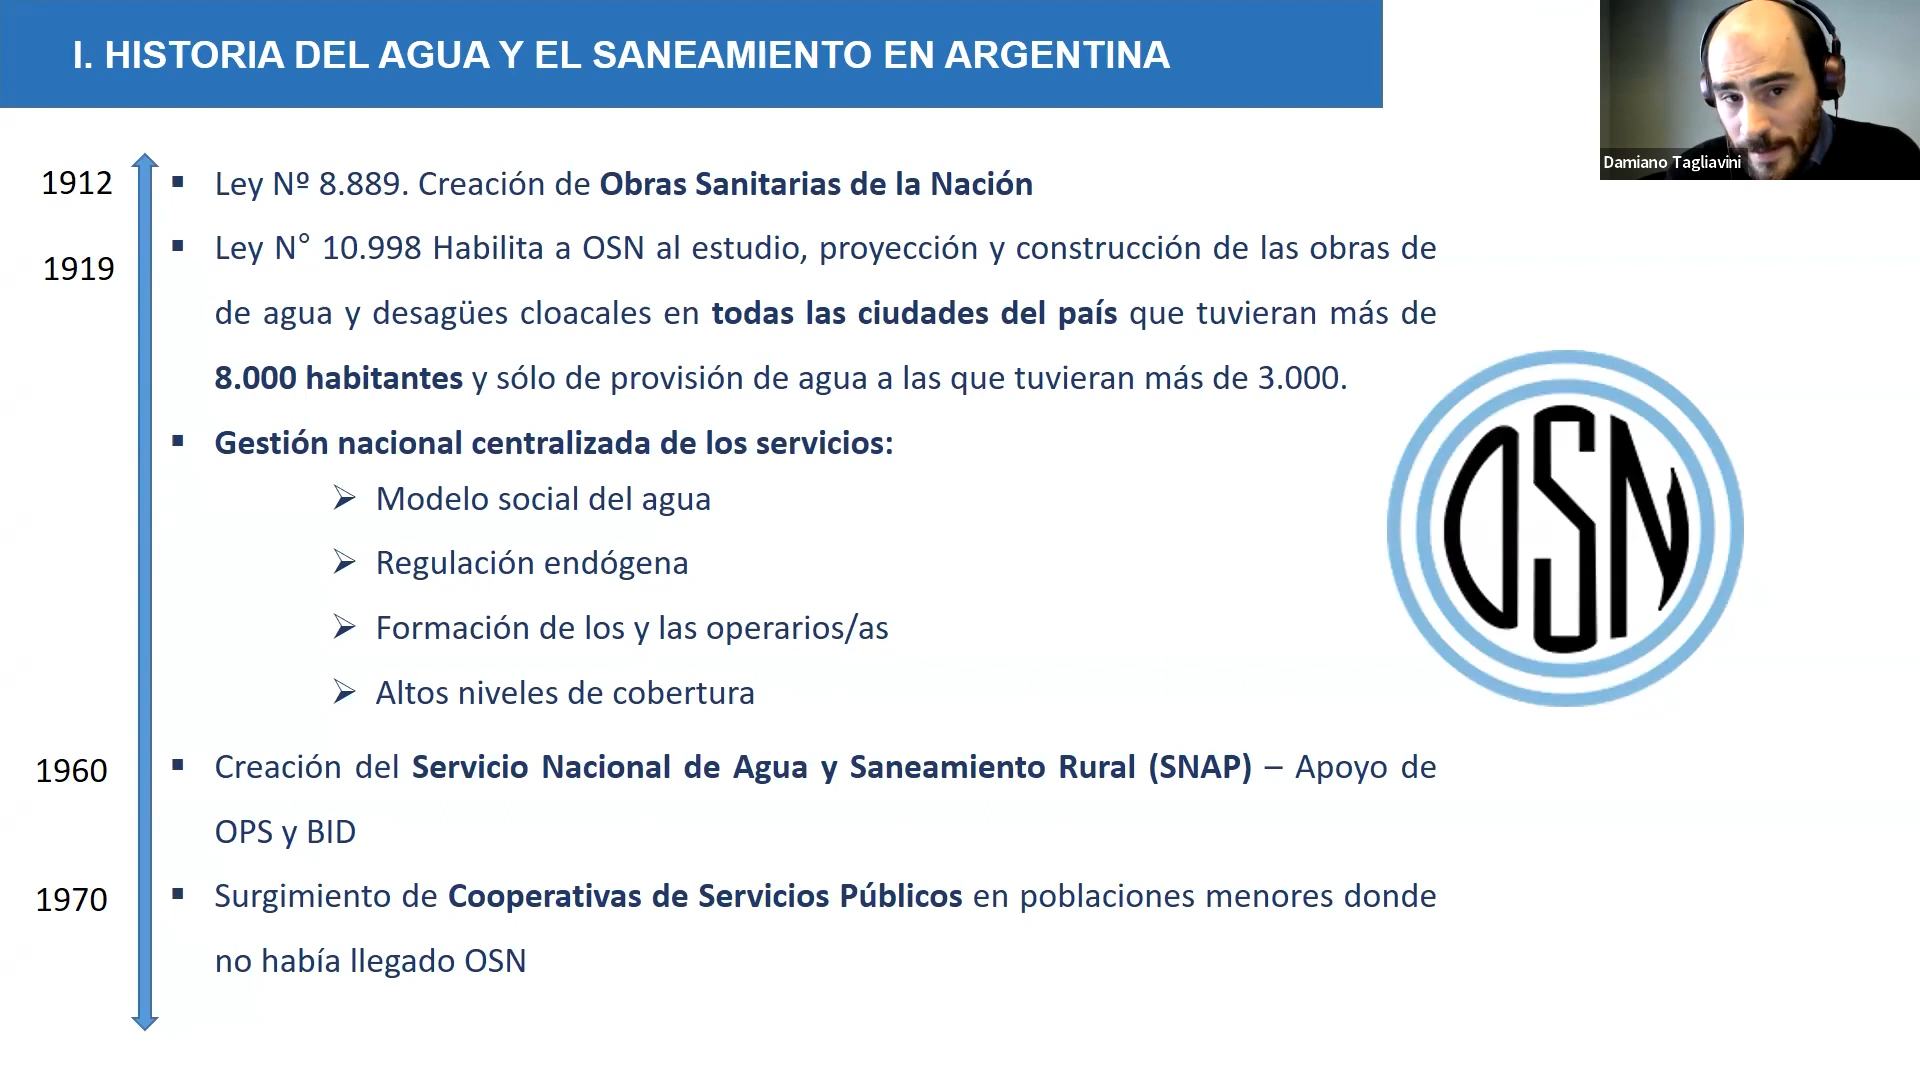 I. HISTORIA DEL AGUA Y EL SANEAMIENTO EN ARGENTINA
Damiano Tagliavini
1912
▪ Ley Nº 8.889. Creación de Obras Sanitarias de la Nación
1919
▪ Ley N° 10.998 Habilita a OSN al estudio, proyección y construcción de las obras de
de agua y desagües cloacales en todas las ciudades del país que tuvieran más de
8.000 habitantes y sólo de provisión de agua a las que tuvieran más de 3.000.
▪ Gestión nacional centralizada de los servicios:
➢ Modelo social del agua
➢ Regulación endógena
➢ Formación de los y las operarios/as
➢ Altos niveles de cobertura
OSN
1960
▪ Creación del Servicio Nacional de Agua y Saneamiento Rural (SNAP) – Apoyo de
OPS y BID
1970
▪ Surgimiento de Cooperativas de Servicios Públicos en poblaciones menores donde
no había llegado OSN